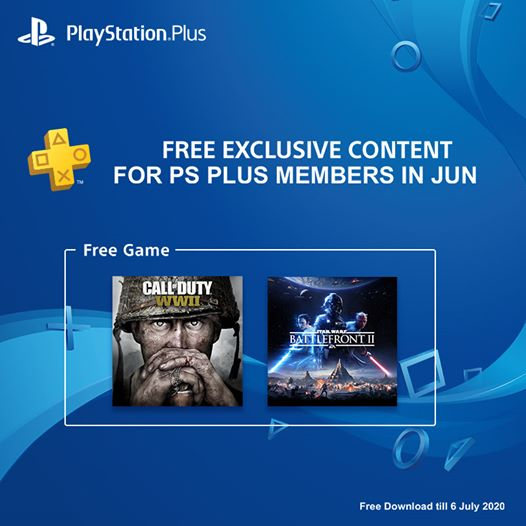 PlayStation.Plus
FREE EXCLUSIVE CONTENT
FOR PS PLUS MEMBERS IN JUN
TM
Free Game
CALL OF DUTY
WWII
STAR WARS
BATTLEFRONT II
Free Download till 6 July 2020